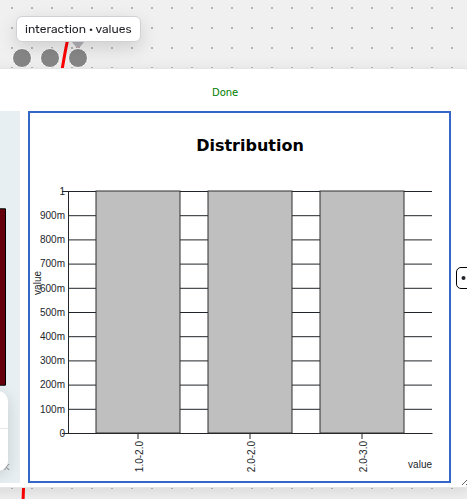 interaction • values
Done
Distribution
1
900m
800m
700m
600m
500m
400m
300m
200m
100m
0
value
1.0-2.0
2.0-2.0
2.0-3.0
value